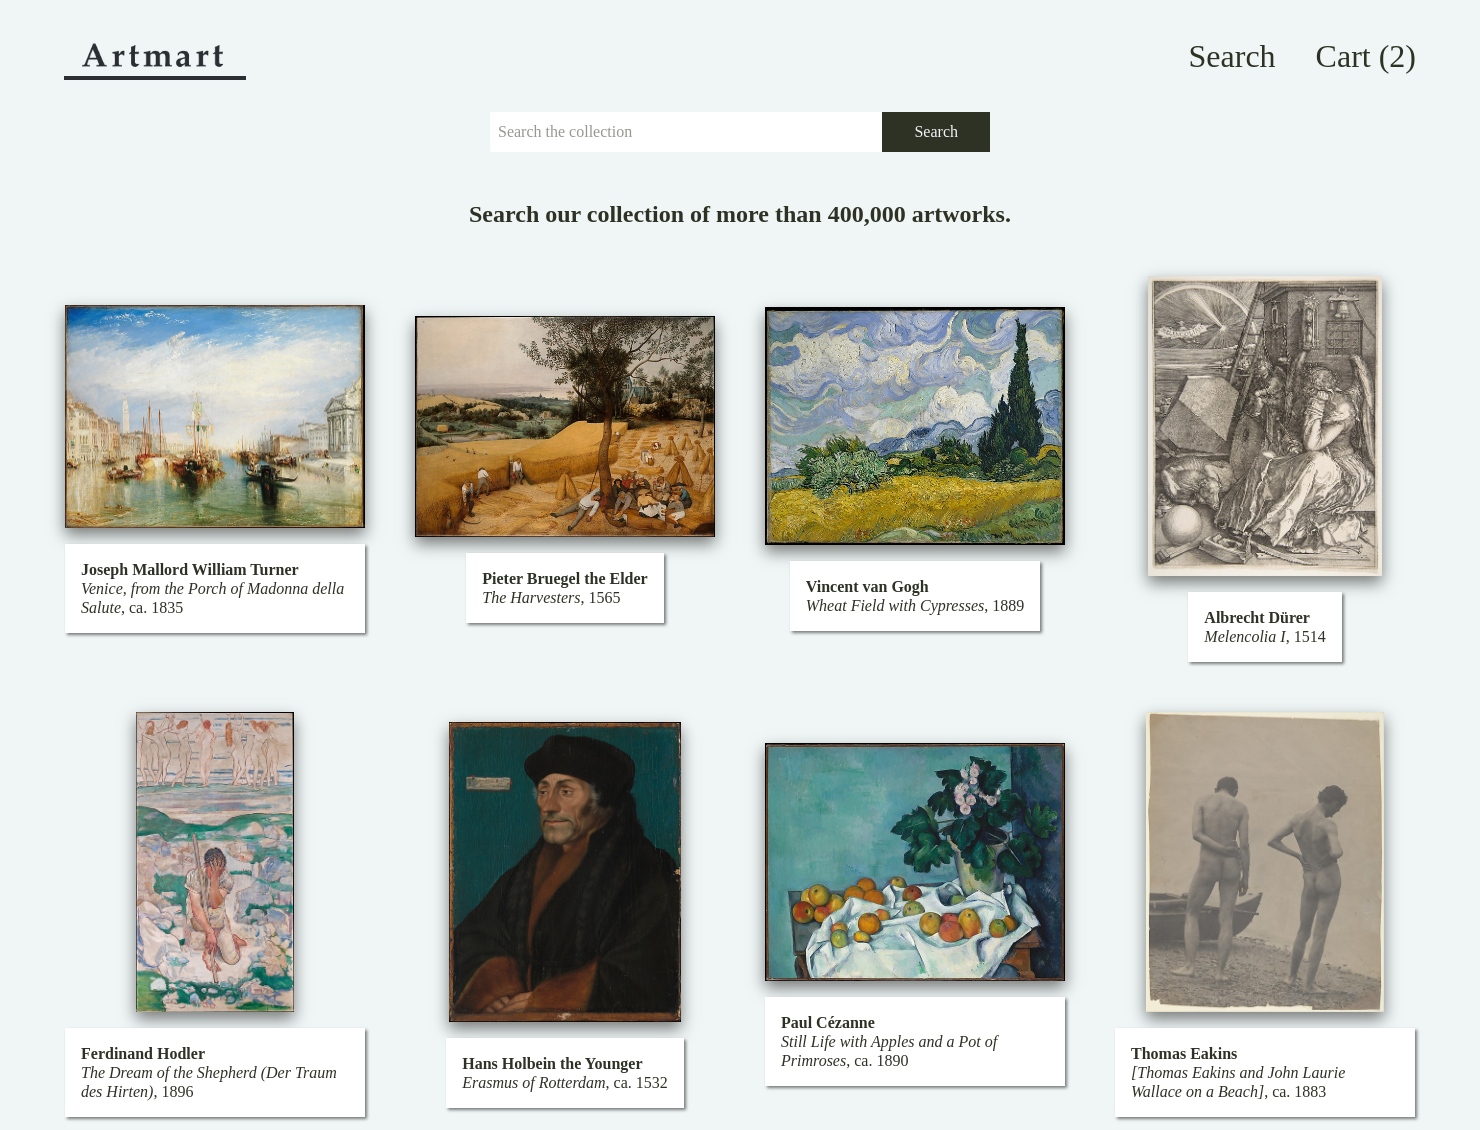 Artmart
Search
Cart (2)
Search the collection
Search
Search our collection of more than 400,000 artworks.
Joseph Mallord William Turner
Venice, from the Porch of Madonna della
Salute, ca. 1835
Pieter Bruegel the Elder
The Harvesters, 1565
Vincent van Gogh
Wheat Field with Cypresses, 1889
Albrecht Dürer
Melencolia I, 1514
Ferdinand Hodler
The Dream of the Shepherd (Der Traum
des Hirten), 1896
Hans Holbein the Younger
Erasmus of Rotterdam, ca. 1532
Paul Cézanne
Still Life with Apples and a Pot of
Primroses, ca. 1890
Thomas Eakins
[Thomas Eakins and John Laurie
Wallace on a Beach], ca. 1883